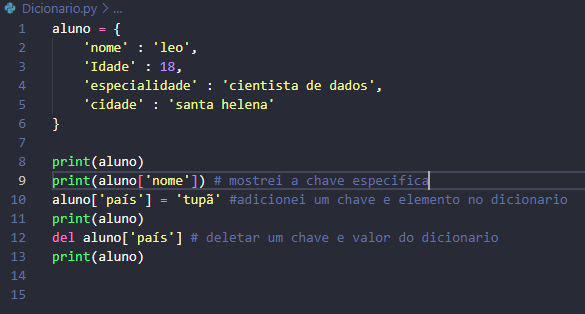 Dicionario.py > ...
1 aluno = {
2 'nome' : 'leo',
3 'Idade' : 18,
4 'especialidade' : 'cientista de dados',
5 'cidade' : 'santa helena'
6 }
7
8 print(aluno)
9 print(aluno['nome']) # mostrei a chave especifica
10 aluno['país'] = 'tupã' #adicionei um chave e elemento no dicionario
11 print(aluno)
12 del aluno['país'] # deletar um chave e valor do dicionario
13 print(aluno)
14
15